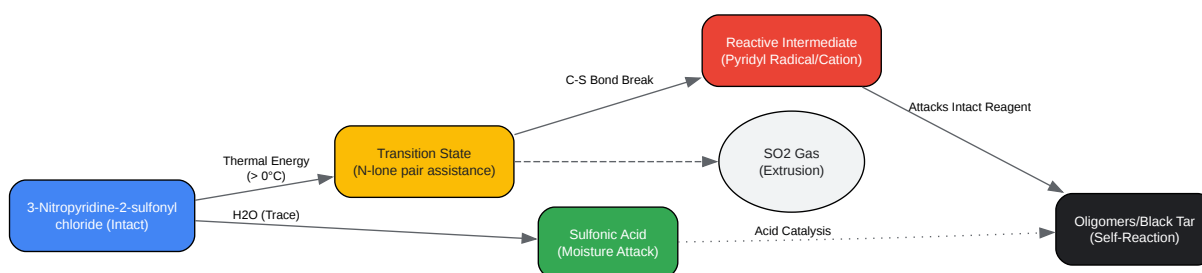 Reactive Intermediate
(Pyridyl Radical/Cation)
C-S Bond Break
Attacks Intact Reagent
Transition State
(N-lone pair assistance)
SO2 Gas
(Extrusion)
Thermal Energy
(> 0°C)
3-Nitropyridine-2-sulfonyl
chloride (Intact)
H2O (Trace)
Sulfonic Acid
(Moisture Attack)
Acid Catalysis
Oligomers/Black Tar
(Self-Reaction)